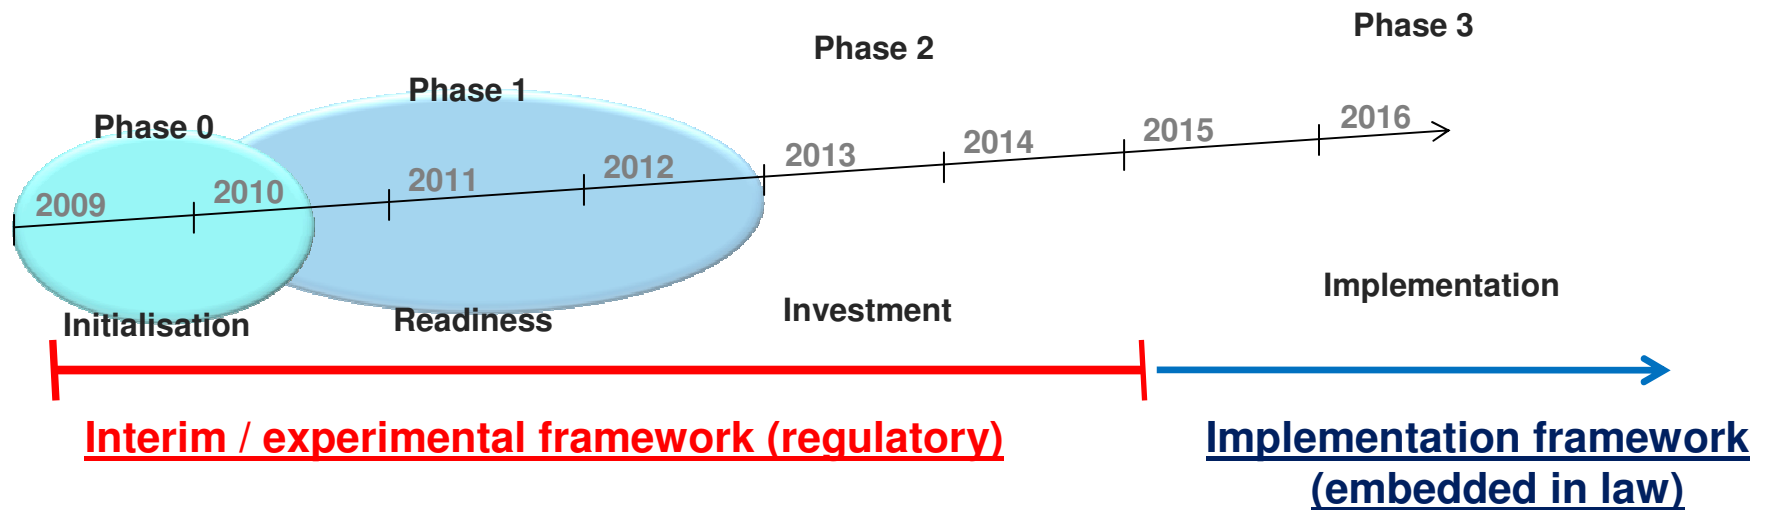 Phase 0
Phase 1
Phase 2
Phase 3
2009
2010
2011
2012
2013
2014
2015
2016
Initialisation
Readiness
Investment
Implementation
Interim / experimental framework (regulatory)
Implementation framework
(embedded in law)